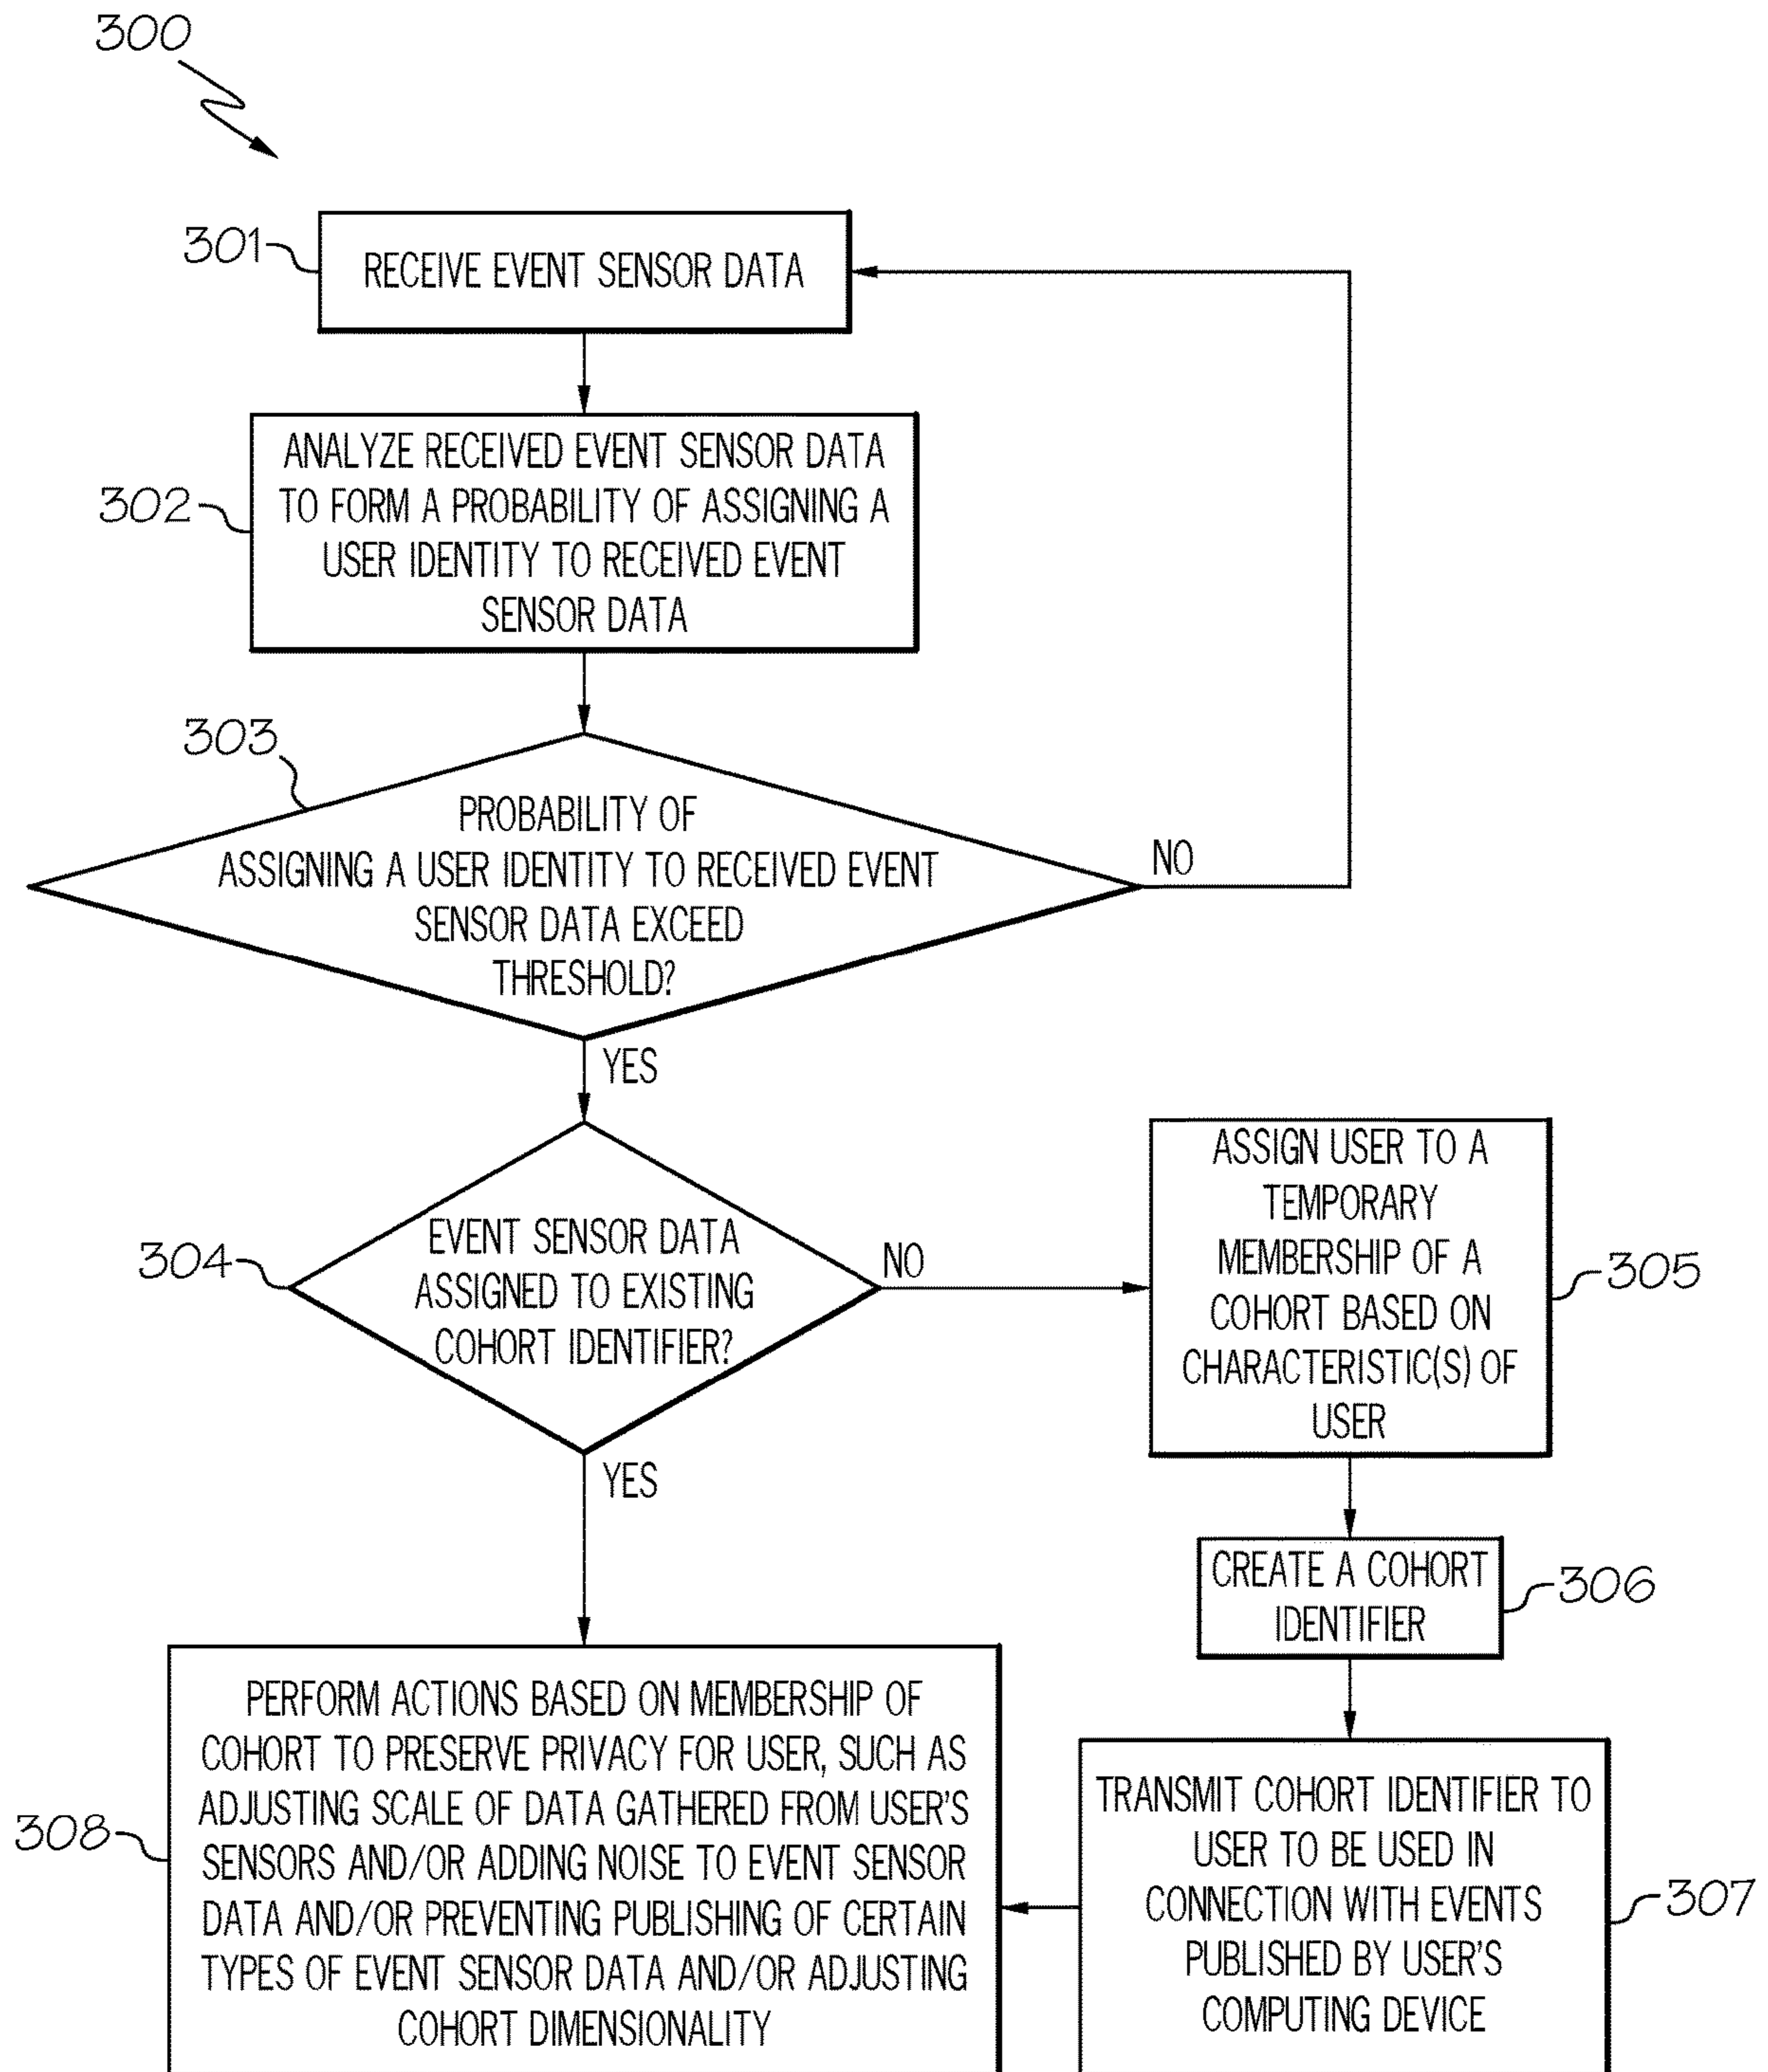 300
301
RECEIVE EVENT SENSOR DATA
302
ANALYZE RECEIVED EVENT SENSOR DATA
TO FORM A PROBABILITY OF ASSIGNING A
USER IDENTITY TO RECEIVED EVENT
SENSOR DATA
303
PROBABILITY OF
ASSIGNING A USER IDENTITY TO RECEIVED EVENT
SENSOR DATA EXCEED
THRESHOLD?
NO
YES
304
EVENT SENSOR DATA
ASSIGNED TO EXISTING
COHORT IDENTIFIER?
NO
YES
ASSIGN USER TO A
TEMPORARY
MEMBERSHIP OF A
COHORT BASED ON
CHARACTERISTIC(S) OF
USER
305
CREATE A COHORT
IDENTIFIER
306
TRANSMIT COHORT IDENTIFIER TO
USER TO BE USED IN
CONNECTION WITH EVENTS
PUBLISHED BY USER'S
COMPUTING DEVICE
307
308
PERFORM ACTIONS BASED ON MEMBERSHIP OF
COHORT TO PRESERVE PRIVACY FOR USER, SUCH AS
ADJUSTING SCALE OF DATA GATHERED FROM USER'S
SENSORS AND/OR ADDING NOISE TO EVENT SENSOR
DATA AND/OR PREVENTING PUBLISHING OF CERTAIN
TYPES OF EVENT SENSOR DATA AND/OR ADJUSTING
COHORT DIMENSIONALITY